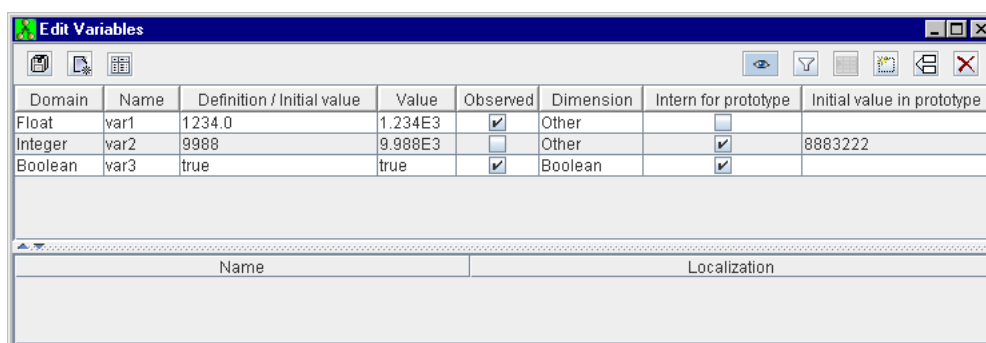 Edit Variables
Domain Name Definition / Initial value Value Observed Dimension Intern for prototype Initial value in prototype
Float var1 1234.0 1.234E3 Other
Integer var2 9988 9.988E3 Other 8883222
Boolean var3 true true Boolean
Name Localization